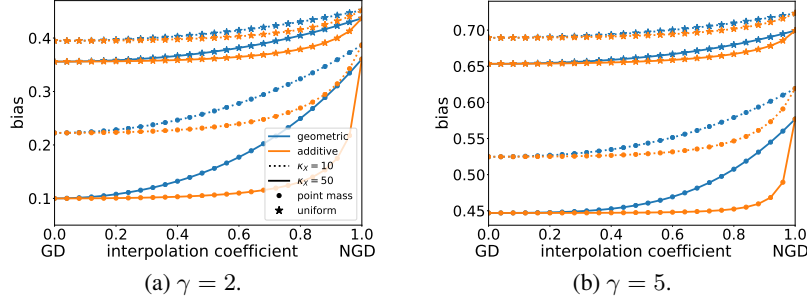 0.4
0.3
0.2
0.1
bias
geometric
additive
κX = 10
κX = 50
point mass
uniform
0.0 0.2 0.4 0.6 0.8 1.0
GD interpolation coefficient NGD
(a) γ = 2.
0.70
0.65
0.60
0.55
0.50
0.45
bias
0.0 0.2 0.4 0.6 0.8 1.0
GD interpolation coefficient NGD
(b) γ = 5.